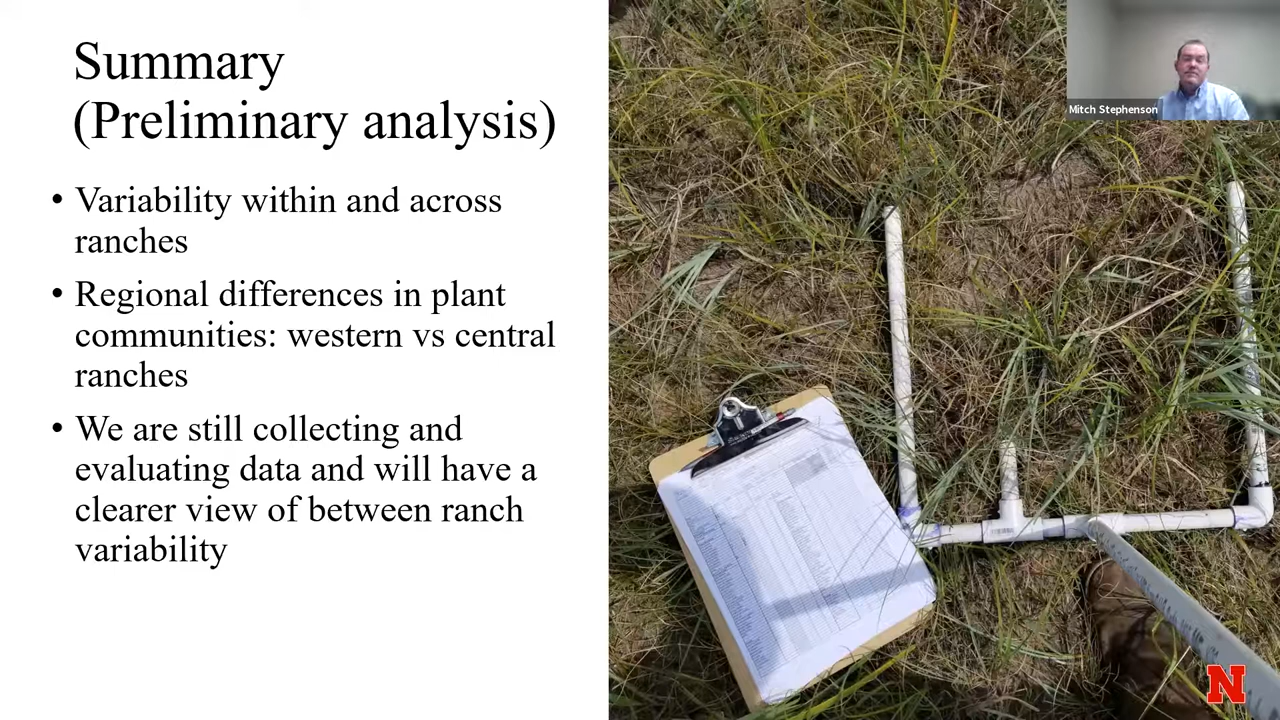 Summary
(Preliminary analysis)
• Variability within and across
ranches
• Regional differences in plant
communities: western vs central
ranches
• We are still collecting and
evaluating data and will have a
clearer view of between ranch
variability
Mitch Stephenson
N